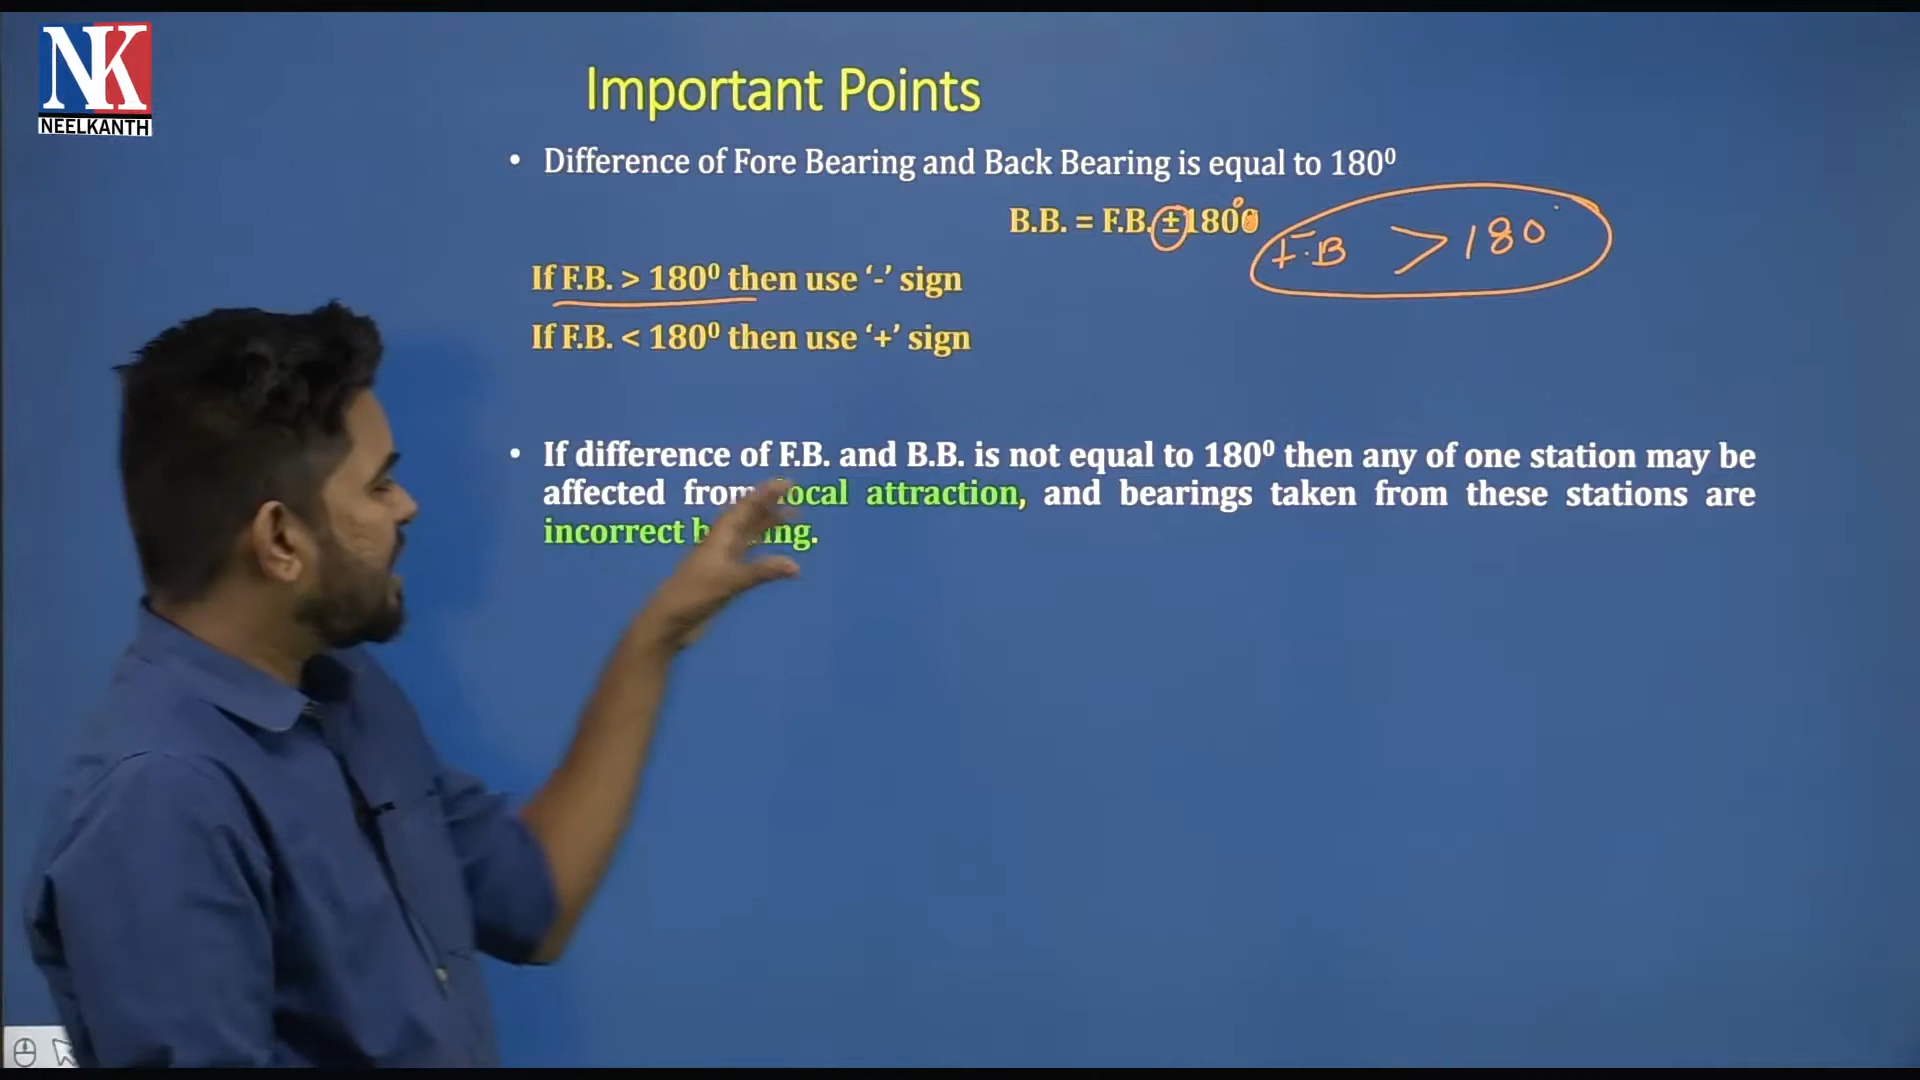 NK
NEELKANTH
Important Points
• Difference of Fore Bearing and Back Bearing is equal to 180⁰
B.B. = F.B. ± 180⁰
F.B > 180°
If F.B. > 180⁰ then use ‘-’ sign
If F.B. < 180⁰ then use ‘+’ sign
• If difference of F.B. and B.B. is not equal to 180⁰ then any of one station may be
affected from local attraction, and bearings taken from these stations are
incorrect